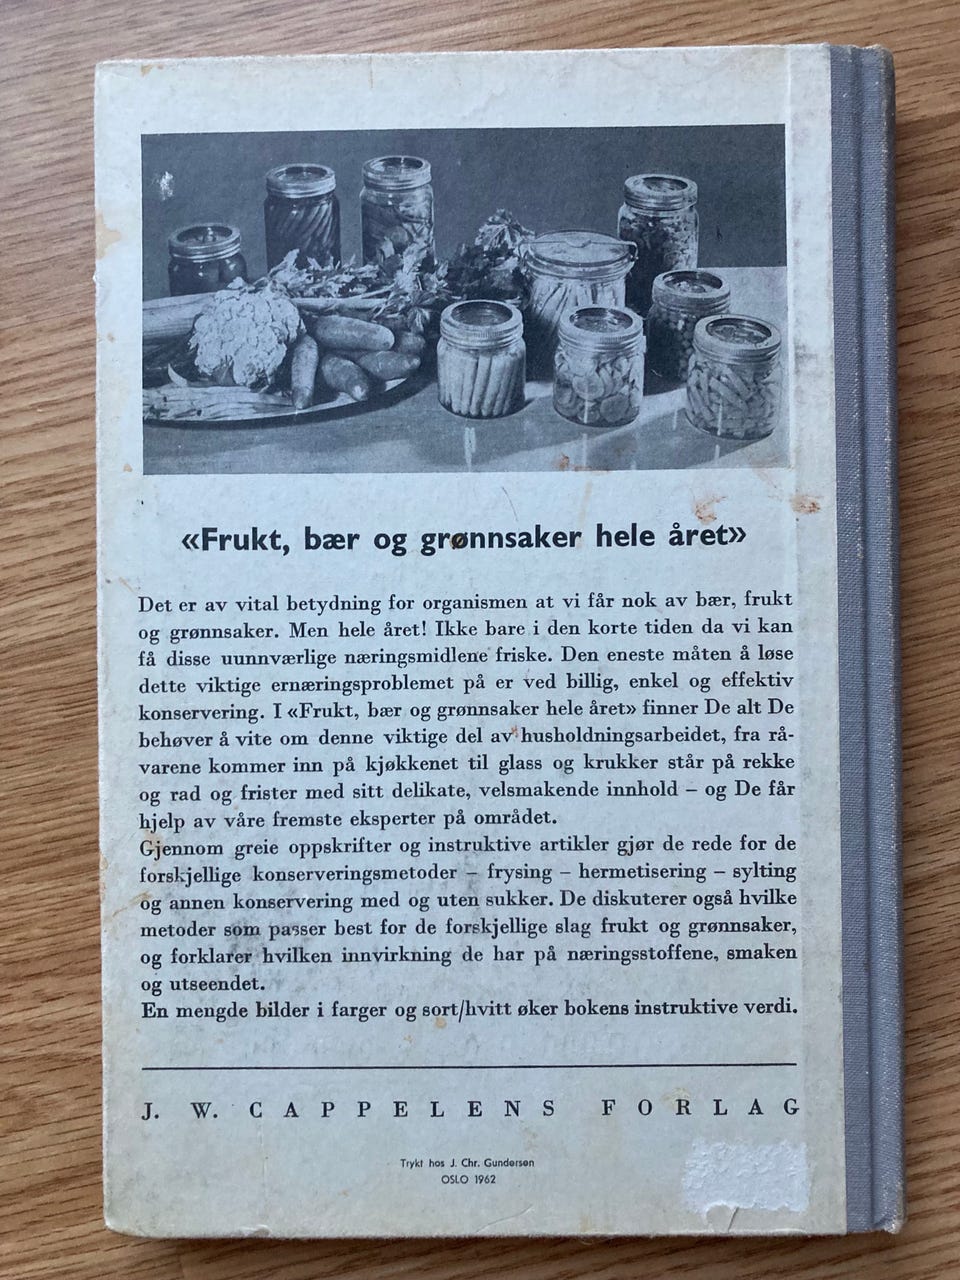 «Frukt, bær og grønnsaker hele året»
Det er av vital betydning for organismen at vi får nok av bær, frukt
og grønnsaker. Men hele året! Ikke bare i den korte tiden da vi kan
få disse uunnværlige næringsmidlene friske. Den eneste måten å løse
dette viktige ernæringsproblemet på er ved billig, enkel og effektiv
konservering. I «Frukt, bær og grønnsaker hele året» finner De alt De
behøver å vite om denne viktige del av husholdningsarbeidet, fra rå-
varene kommer inn på kjøkkenet til glass og krukker står på rekke
og rad og frister med sitt delikate, velsmakende innhold – og De får
hjelp av våre fremste eksperter på området.
Gjennom greie oppskrifter og instruktive artikler gjør de rede for de
forskjellige konserveringsmetoder – frysing – hermetisering – sylting
og annen konservering med og uten sukker. De diskuterer også hvilke
metoder som passer best for de forskjellige slag frukt og grønnsaker,
og forklarer hvilken innvirkning de har på næringsstoffene, smaken
og utseendet.
En mengde bilder i farger og sort/hvitt øker bokens instruktive verdi.
J. W. CAPPELENS FORLAG
Trykt hos J. Chr. Gundersen
OSLO 1962